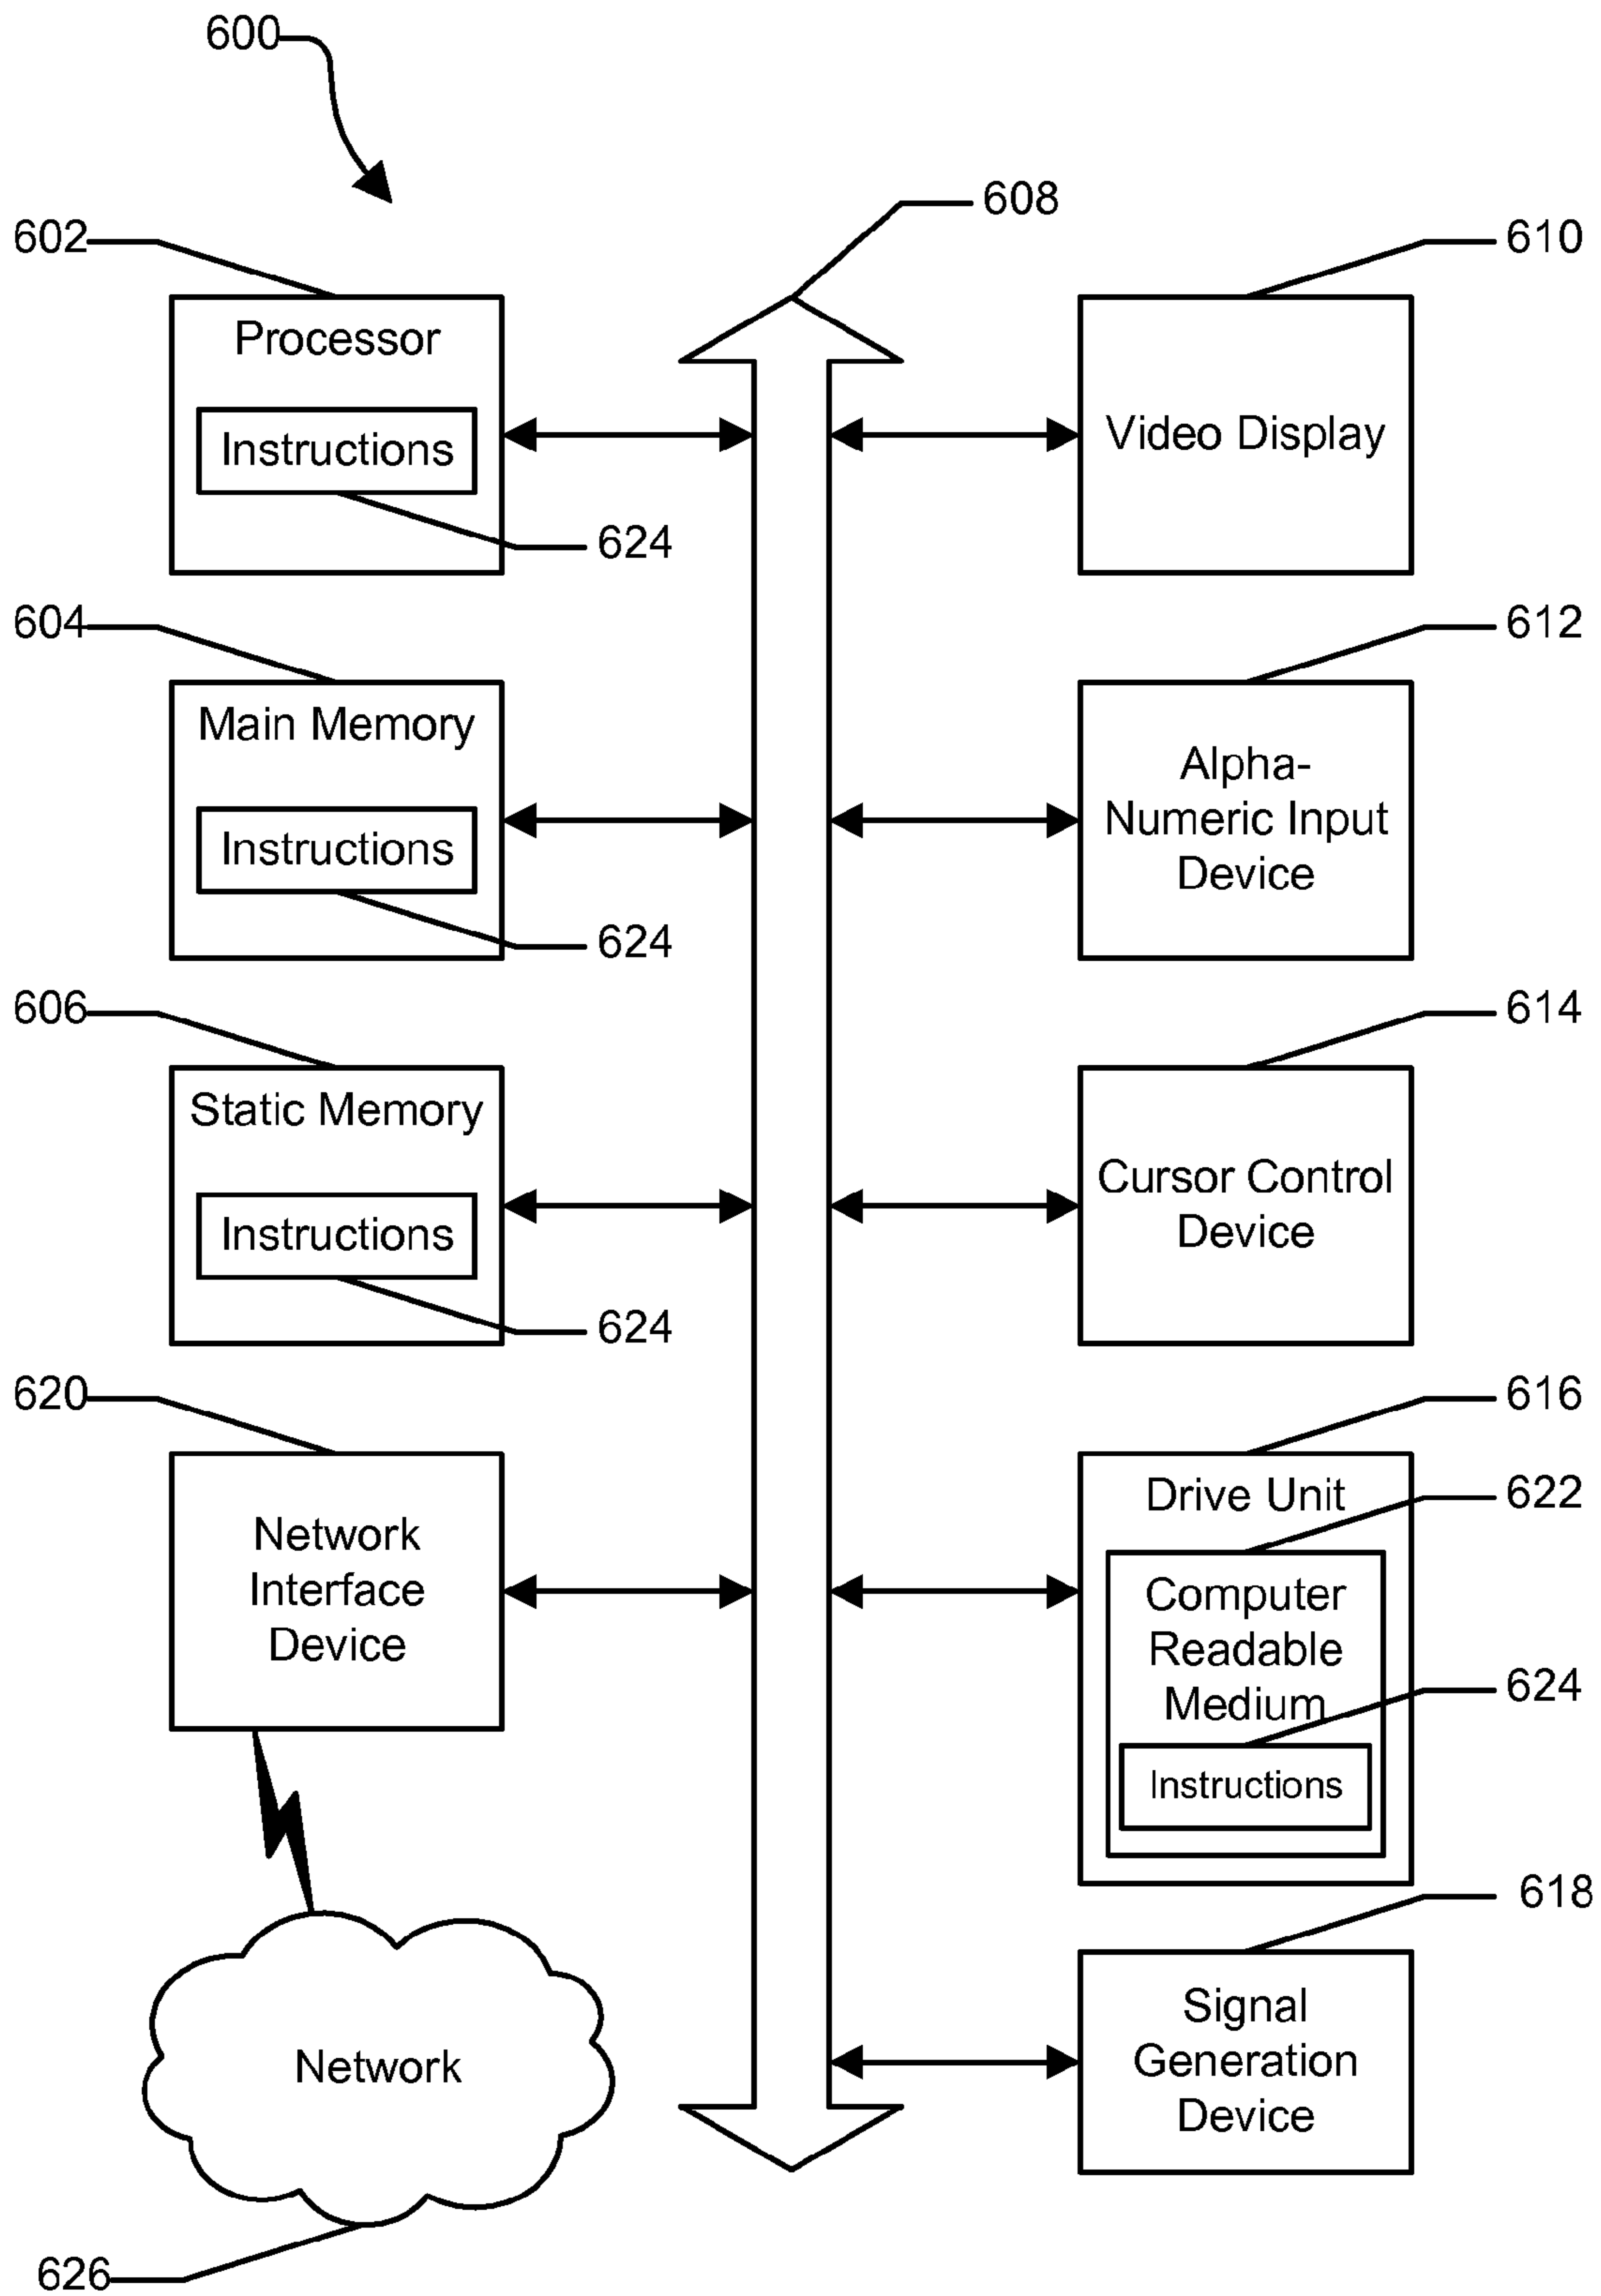 600
608
602
610
Processor
Instructions
Video Display
624
604
612
Main Memory
Instructions
Alpha-
Numeric Input
Device
624
606
614
Static Memory
Instructions
Cursor Control
Device
624
620
616
Network
Interface
Device
Drive Unit
622
Computer
Readable
Medium
624
Instructions
618
Signal
Generation
Device
Network
626